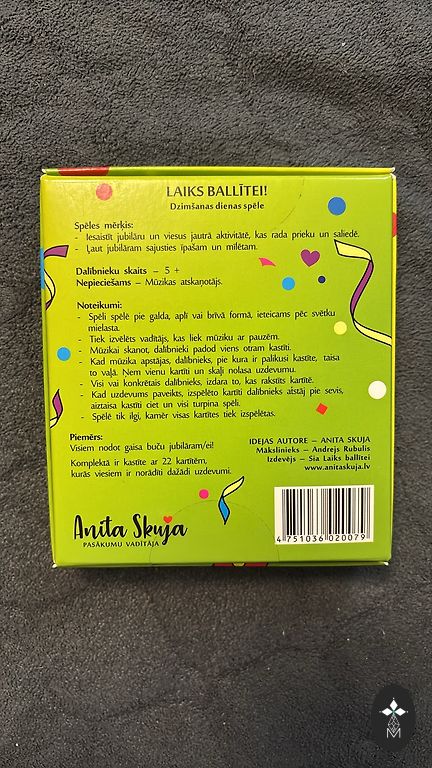 LAIKS BALLĪTEI!
Dzimšanas dienas spēle
Spēles mērķis:
- Iesaistīt jubilāru un viesus jautrā aktivitātē, kas rada prieku un saliedē.
- Ļaut jubilāram sajusties īpašam un mīlētam.
Dalībnieku skaits – 5 +
Nepieciešams – Mūzikas atskaņotājs.
Noteikumi:
- Spēli spēlē pie galda, apli vai brīvā formā, ieteicams pēc svētku
mielasta.
- Tiek izvēlēts vadītājs, kas liek mūziku ar pauzēm.
- Mūzikai skanot, dalībnieki padod viens otram kastīti.
- Kad mūzika apstājas, dalībnieks, pie kura ir palikusi kastīte, taisa
to vaļā. Ņem vienu kartīti un skaļi nolasa uzdevumu.
- Visi vai konkrētais dalībnieks, izdara to, kas rakstīts kartītē.
- Kad uzdevums paveikts, izspēlēto kartīti dalībnieks atstāj pie sevis,
aiztaisa kastīti ciet un visi turpina spēli.
- Spēle tik ilgi, kamēr visas kartītes tiek izspēlētas.
Piemērs:
Visiem nodot gaisa buču jubilāram/ei!
Komplektā ir kastīte ar 22 kartītēm,
kurās viesiem ir norādīti dažādi uzdevumi.
IDEJAS AUTORE – ANITA SKUJA
Mākslinieks – Andrejs Rubulis
Izdevējs – Sia Laiks ballītei
www.anitaskuja.lv
Anita Skuja
PASĀKUMU VADĪTĀJA
4 751036 020079
M